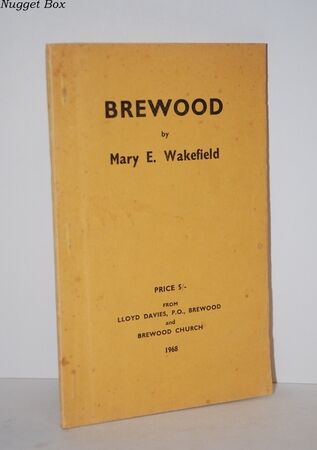 Nugget Box
BREWOOD
by
Mary E. Wakefield
PRICE 5/-
FROM
LLOYD DAVIES, P.O., BREWOOD
and
BREWOOD CHURCH
1968